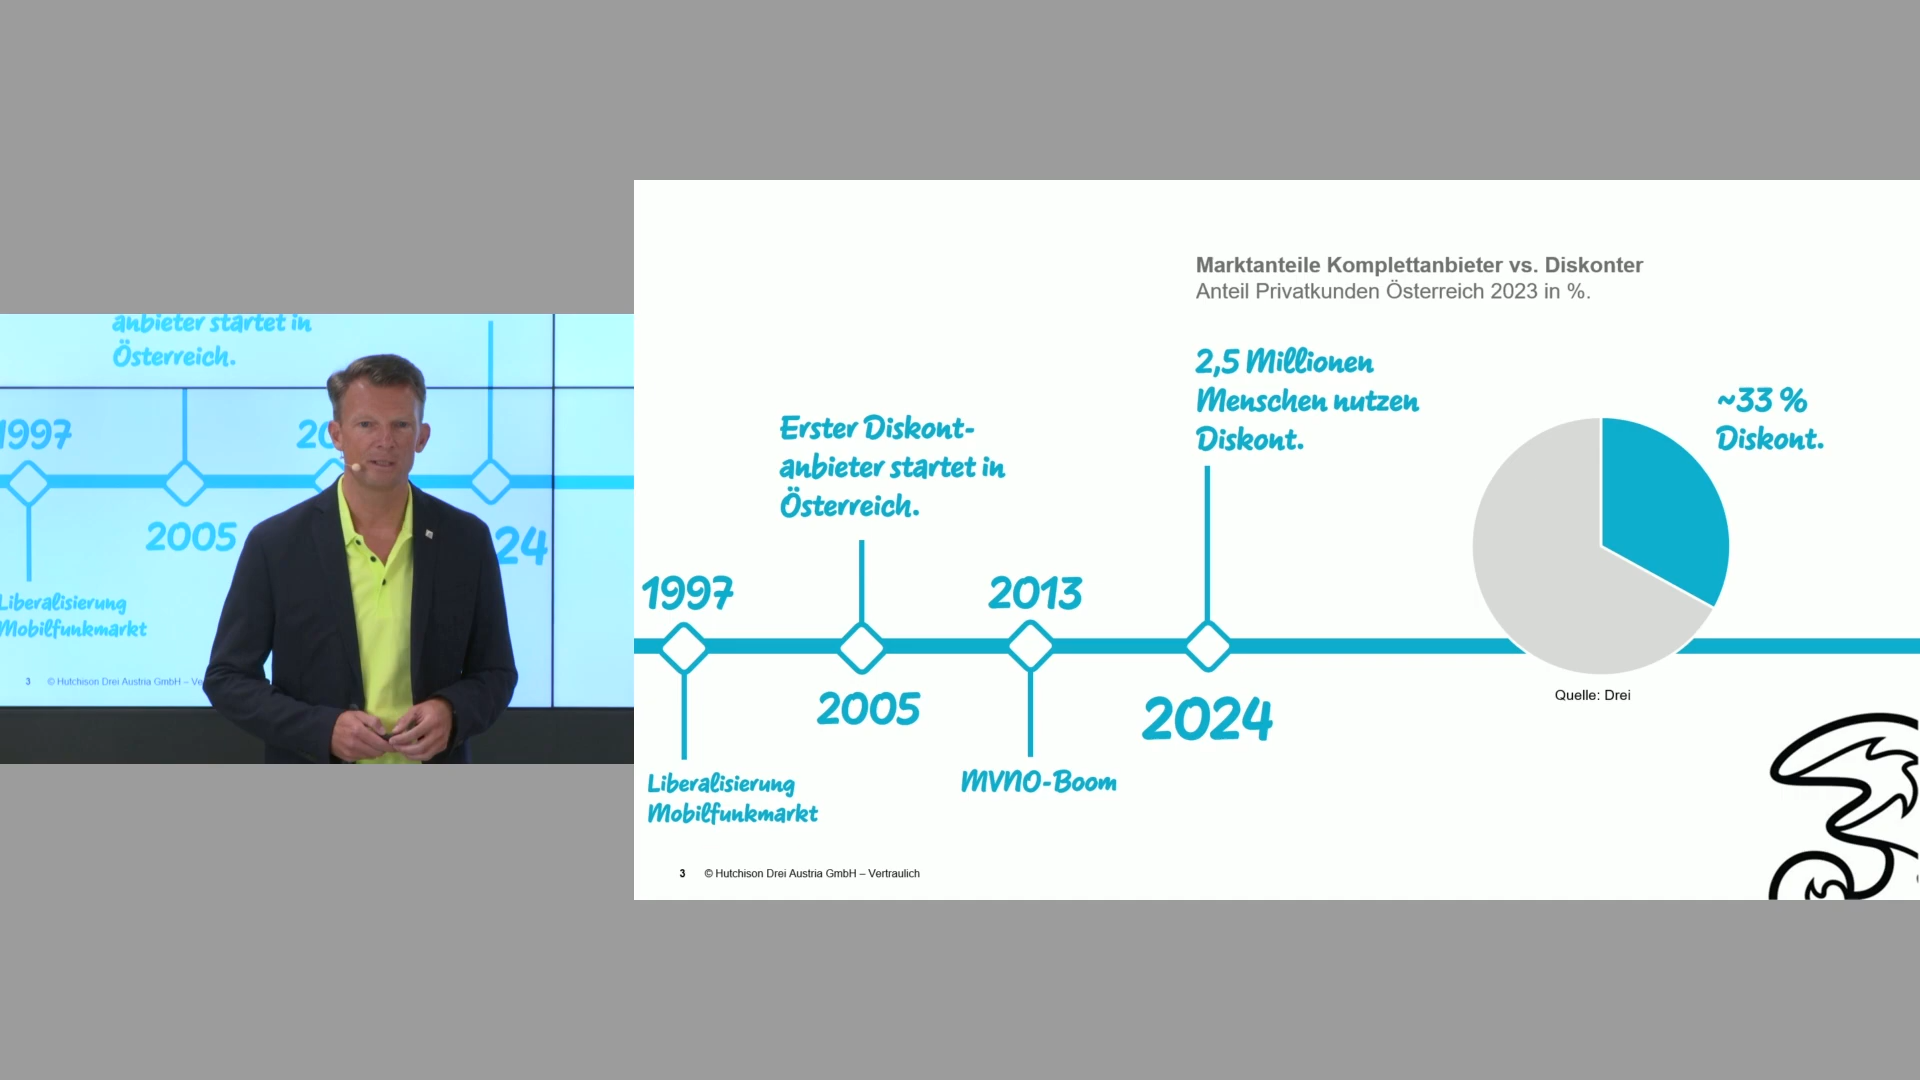 anbieter startet in
Österreich.
1997
20
2005
24
Liberalisierung
Mobilfunkmarkt
3 © Hutchison Drei Austria GmbH –
Marktanteile Komplettanbieter vs. Diskonter
Anteil Privatkunden Österreich 2023 in %.
2,5 Millionen
Menschen nutzen
Diskont.
~33 %
Diskont.
Erster Diskont-
anbieter startet in
Österreich.
1997
2013
2005
2024
Liberalisierung
Mobilfunkmarkt
MVNO-Boom
Quelle: Drei
3 © Hutchison Drei Austria GmbH – Vertraulich